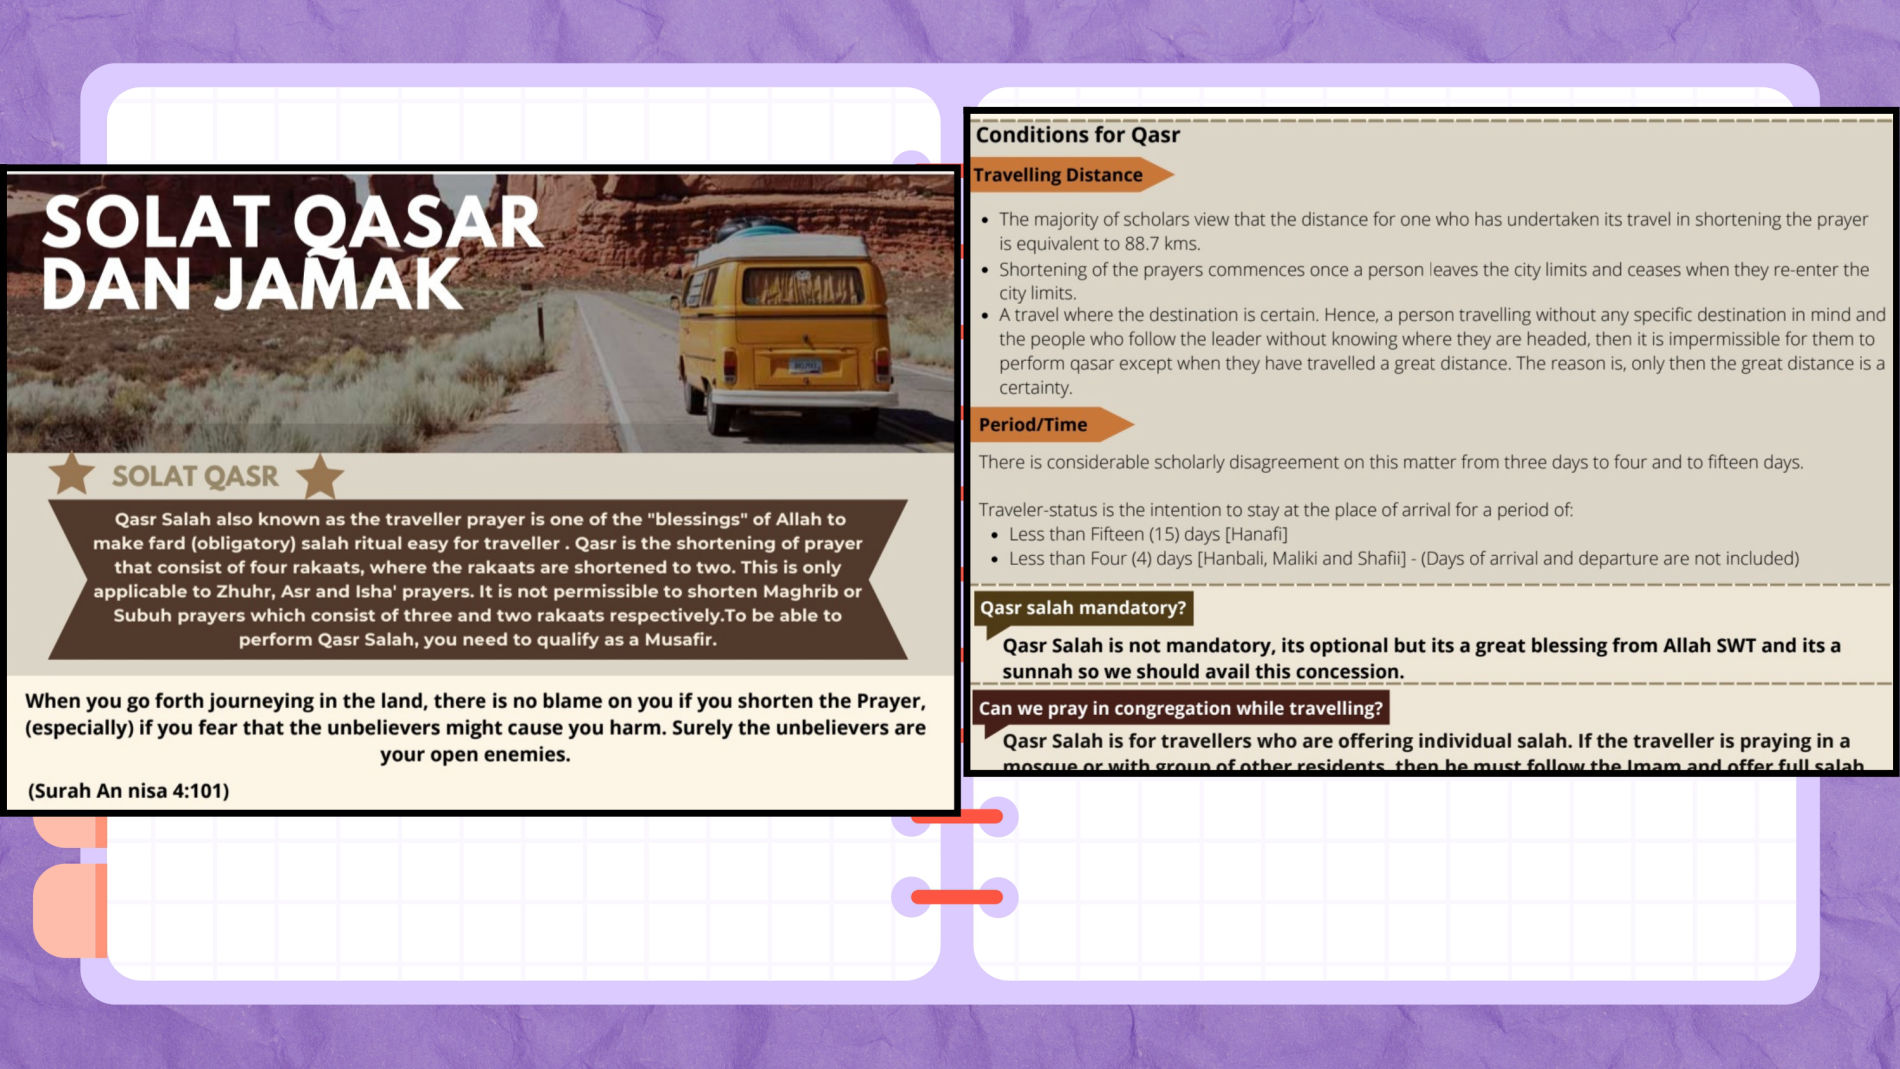 SOLAT QASAR
DAN JAMAK
SOLAT QASR
Qasr Salah also known as the traveller prayer is one of the "blessings" of Allah to
make fard (obligatory) salah ritual easy for traveller . Qasr is the shortening of prayer
that consist of four rakaats, where the rakaats are shortened to two. This is only
applicable to Zhuhr, Asr and Isha' prayers. It is not permissible to shorten Maghrib or
Subuh prayers which consist of three and two rakaats respectively.To be able to
perform Qasr Salah, you need to qualify as a Musafir.
When you go forth journeying in the land, there is no blame on you if you shorten the Prayer,
(especially) if you fear that the unbelievers might cause you harm. Surely the unbelievers are
your open enemies.
(Surah An nisa 4:101)
Conditions for Qasr
Travelling Distance
• The majority of scholars view that the distance for one who has undertaken its travel in shortening the prayer
is equivalent to 88.7 kms.
• Shortening of the prayers commences once a person leaves the city limits and ceases when they re-enter the
city limits.
• A travel where the destination is certain. Hence, a person travelling without any specific destination in mind and
the people who follow the leader without knowing where they are headed, then it is impermissible for them to
perform qasar except when they have travelled a great distance. The reason is, only then the great distance is a
certainty.
Period/Time
There is considerable scholarly disagreement on this matter from three days to four and to fifteen days.
Traveler-status is the intention to stay at the place of arrival for a period of:
• Less than Fifteen (15) days [Hanafi]
• Less than Four (4) days [Hanbali, Maliki and Shafii] - (Days of arrival and departure are not included)
Qasr salah mandatory?
Qasr Salah is not mandatory, its optional but its a great blessing from Allah SWT and its a
sunnah so we should avail this concession.
Can we pray in congregation while travelling?
Qasr Salah is for travellers who are offering individual salah. If the traveller is praying in a
mosque or with group of other residents, then he must follow the Imam and offer full salah